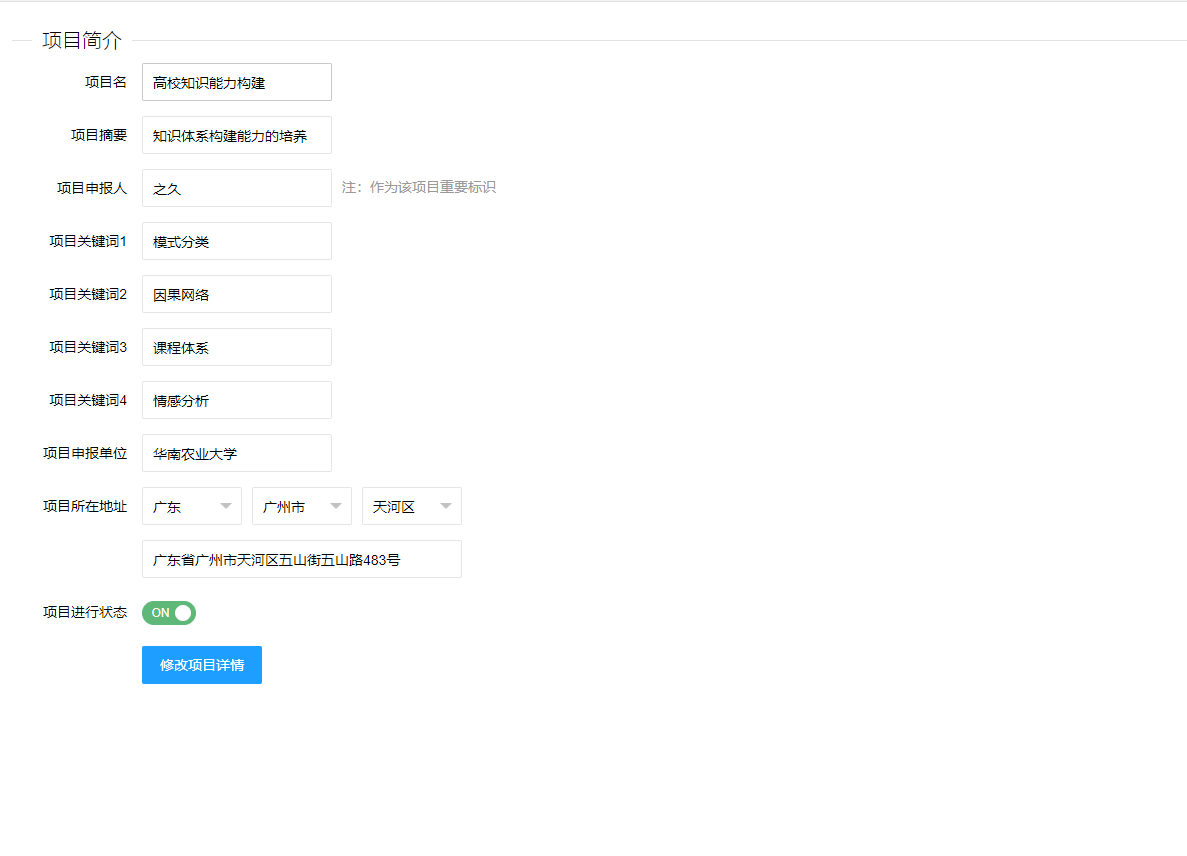 项目简介
项目名 高校知识能力构建
项目摘要 知识体系构建能力的培养
项目申报人 之久 注：作为该项目重要标识
项目关键词1 模式分类
项目关键词2 因果网络
项目关键词3 课程体系
项目关键词4 情感分析
项目申报单位 华南农业大学
项目所在地址 广东 广州市 天河区
广东省广州市天河区五山街五山路483号
项目进行状态 ON
修改项目详情